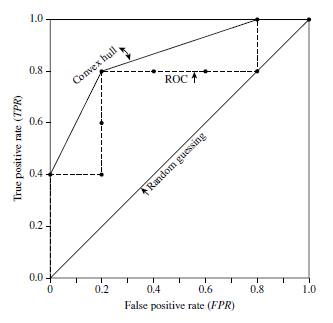 1.0
0.8
0.6
0.4
0.2
0.0
True positive rate (TPR)
Convex hull
ROC
Random guessing
0
0.2
0.4
0.6
0.8
1.0
False positive rate (FPR)